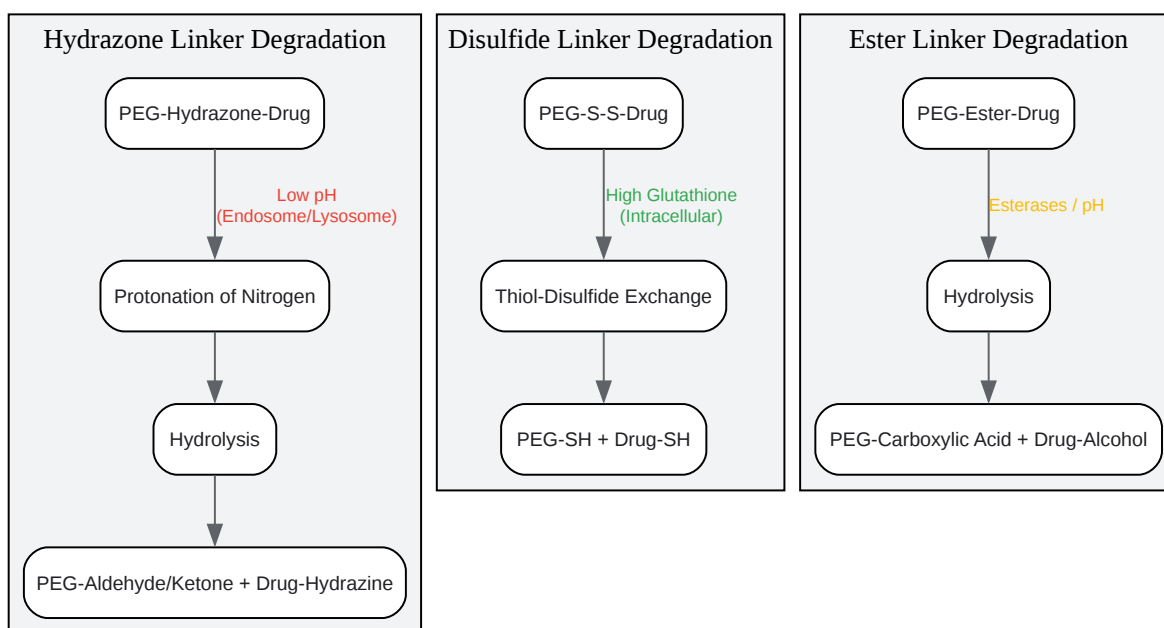 Hydrazone Linker Degradation
PEG-Hydrazone-Drug
Low pH
(Endosome/Lysosome)
Protonation of Nitrogen
Hydrolysis
PEG-Aldehyde/Ketone + Drug-Hydrazine
Disulfide Linker Degradation
PEG-S-S-Drug
High Glutathione
(Intracellular)
Thiol-Disulfide Exchange
PEG-SH + Drug-SH
Ester Linker Degradation
PEG-Ester-Drug
Esterases / pH
Hydrolysis
PEG-Carboxylic Acid + Drug-Alcohol